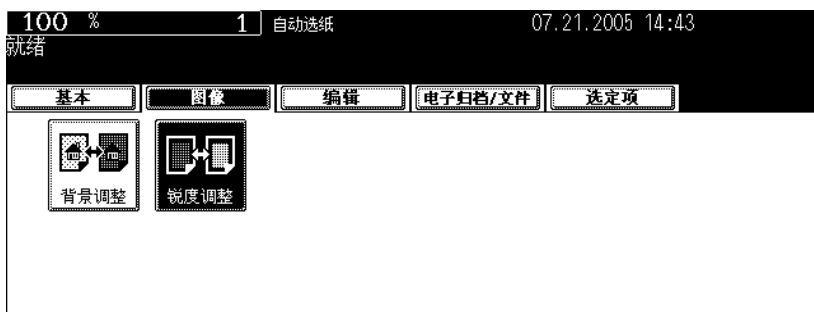 100 % 1 自动选纸 07.21.2005 14:43
就绪
基本 图像 编辑 电子归档/文件 选定项
背景调整 锐度调整